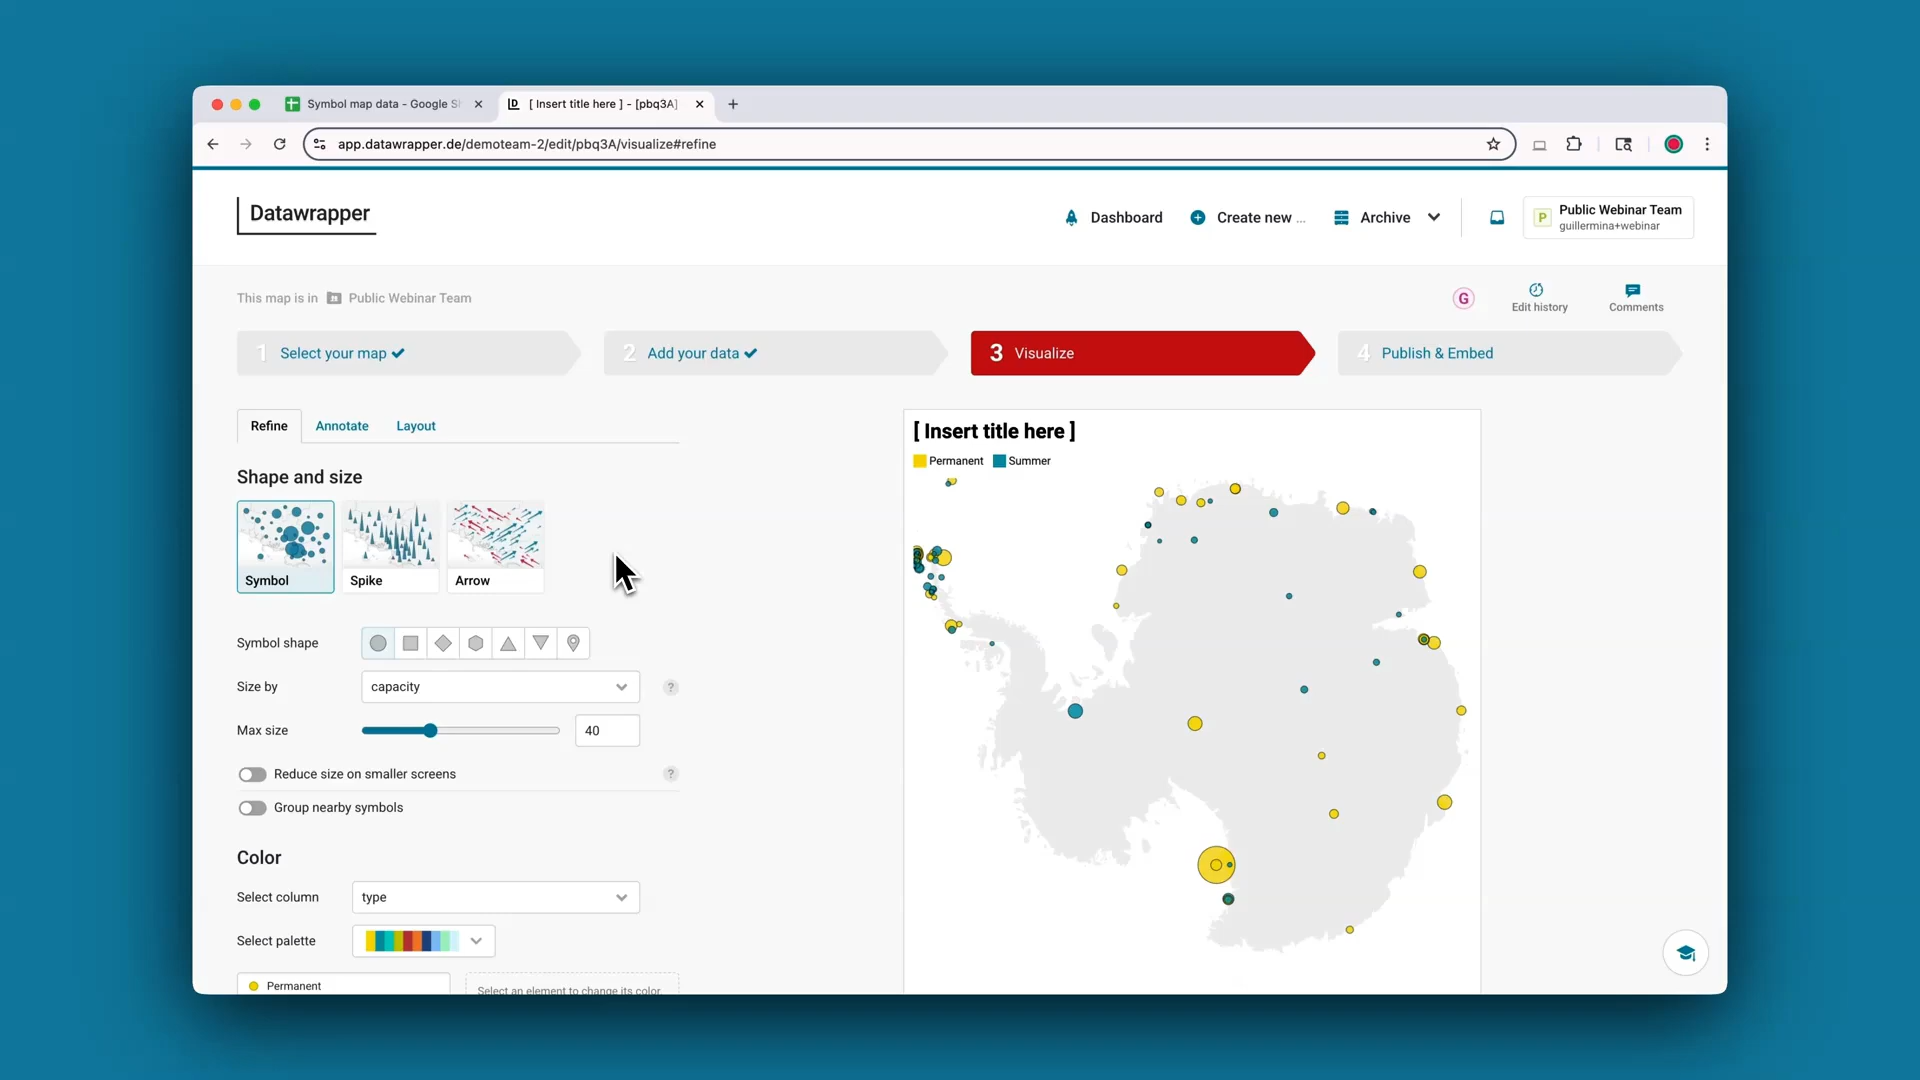 Symbol map data - Google S
[ Insert title here ] - [pbq3A]
app.datawrapper.de/demoteam-2/edit/pbq3A/visualize#refine
Datawrapper
Dashboard
Create new ...
Archive
P
Public Webinar Team
guillermina+webinar
This map is in Public Webinar Team
G
Edit history
Comments
1 Select your map
2 Add your data
3 Visualize
4 Publish & Embed
Refine
Annotate
Layout
Shape and size
Symbol
Spike
Arrow
Symbol shape
Size by
capacity
?
Max size
40
Reduce size on smaller screens
?
Group nearby symbols
Color
Select column
type
Select palette
Permanent
Select an element to change its color.
[ Insert title here ]
Permanent Summer